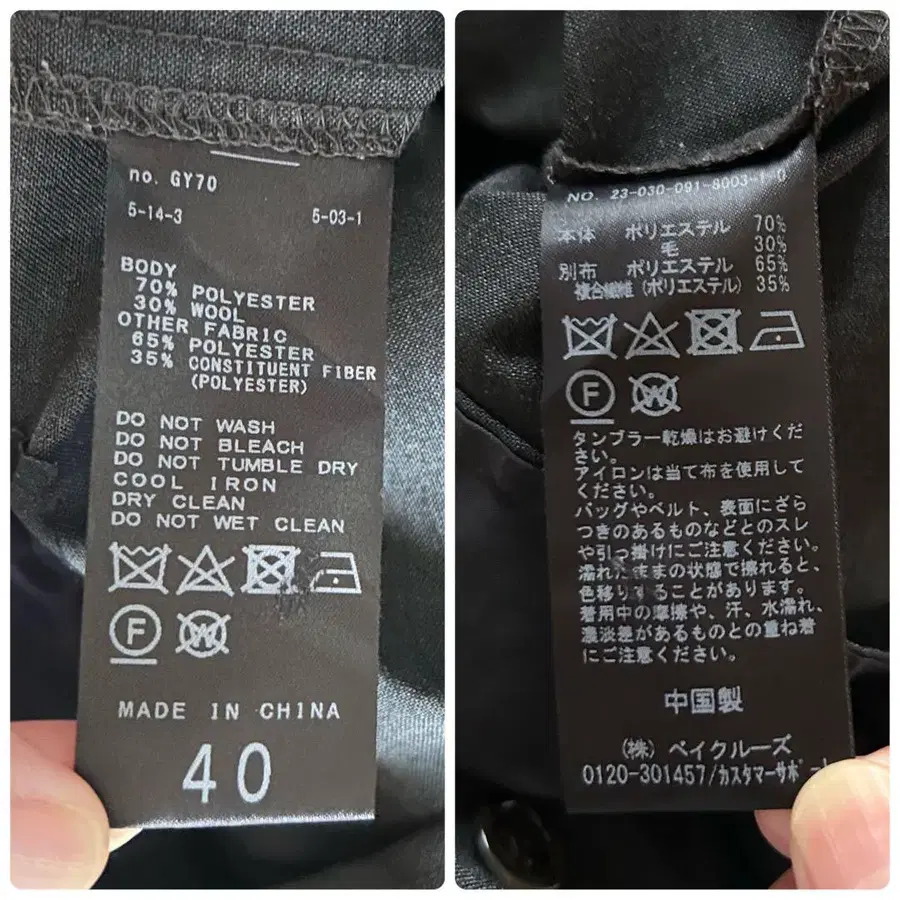 no. GY70
5-14-3 5-03-1
BODY
70% POLYESTER
30% WOOL
OTHER FABRIC
65% POLYESTER
35% CONSTITUENT FIBER
(POLYESTER)
DO NOT WASH
DO NOT BLEACH
DO NOT TUMBLE DRY
COOL IRON
DRY CLEAN
DO NOT WET CLEAN
F W
MADE IN CHINA
40
NO. 23-030-091-8003-1-0
本体 ポリエステル 70%
毛 30%
別布 ポリエステル 65%
複合繊維(ポリエステル) 35%
F W
タンブラー乾燥はお避けくだ
さい。
アイロンは当て布を使用して
ください。
バッグやベルト、表面にざら
つきのあるものなどとのスレ
や引っ掛けにご注意ください。
濡れたままの状態で擦れると、
色移りすることがあります。
着用中の摩擦や、汗、水濡れ、
濃淡差があるものとの重ね着
にご注意ください。
中国製
(株)ベイクルーズ
0120-301457/カスタマーサポート